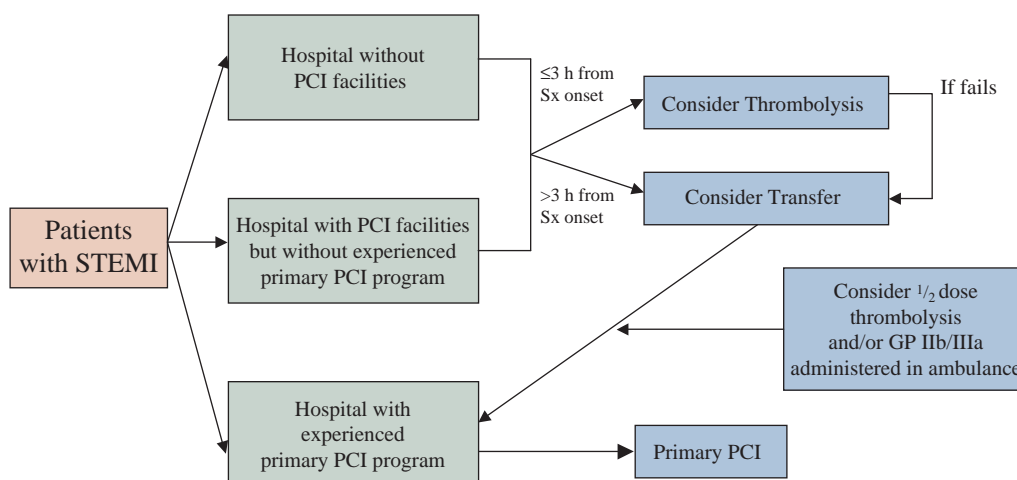 Patients
with STEMI
Hospital without
PCI facilities
Hospital with PCI facilities
but without experienced
primary PCI program
Hospital with
experienced
primary PCI program
≤3 h from
Sx onset
>3 h from
Sx onset
Consider Thrombolysis
If fails
Consider Transfer
Consider 1/2 dose
thrombolysis
and/or GP IIb/IIIa
administered in ambulance
Primary PCI